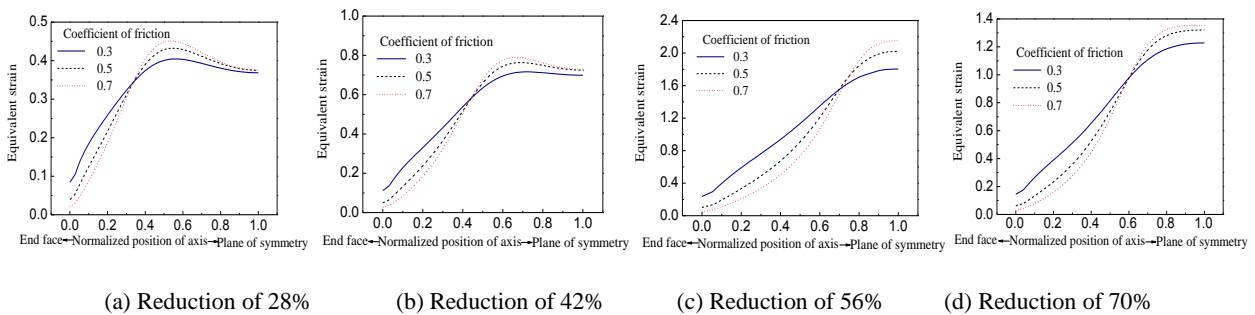 0.5
0.4
0.3
0.2
0.1
0.0
Equivalent strain
Coefficient of friction
0.3
0.5
0.7
0.0 0.2 0.4 0.6 0.8 1.0
End face Normalized position of axis Plane of symmetry
(a) Reduction of 28%
1.0
0.8
0.6
0.4
0.2
0.0
Equivalent strain
Coefficient of friction
0.3
0.5
0.7
0.0 0.2 0.4 0.6 0.8 1.0
End face Normalized position of axis Plane of symmetry
(b) Reduction of 42%
2.4
2.0
1.6
1.2
0.8
0.4
0.0
Equivalent strain
Coefficient of friction
0.3
0.5
0.7
0.0 0.2 0.4 0.6 0.8 1.0
End face Normalized position of axis Plane of symmetry
(c) Reduction of 56%
1.4
1.2
1.0
0.8
0.6
0.4
0.2
0.0
Equivalent strain
Coefficient of friction
0.3
0.5
0.7
0.0 0.2 0.4 0.6 0.8 1.0
End face Normalized position of axis Plane of symmetry
(d) Reduction of 70%